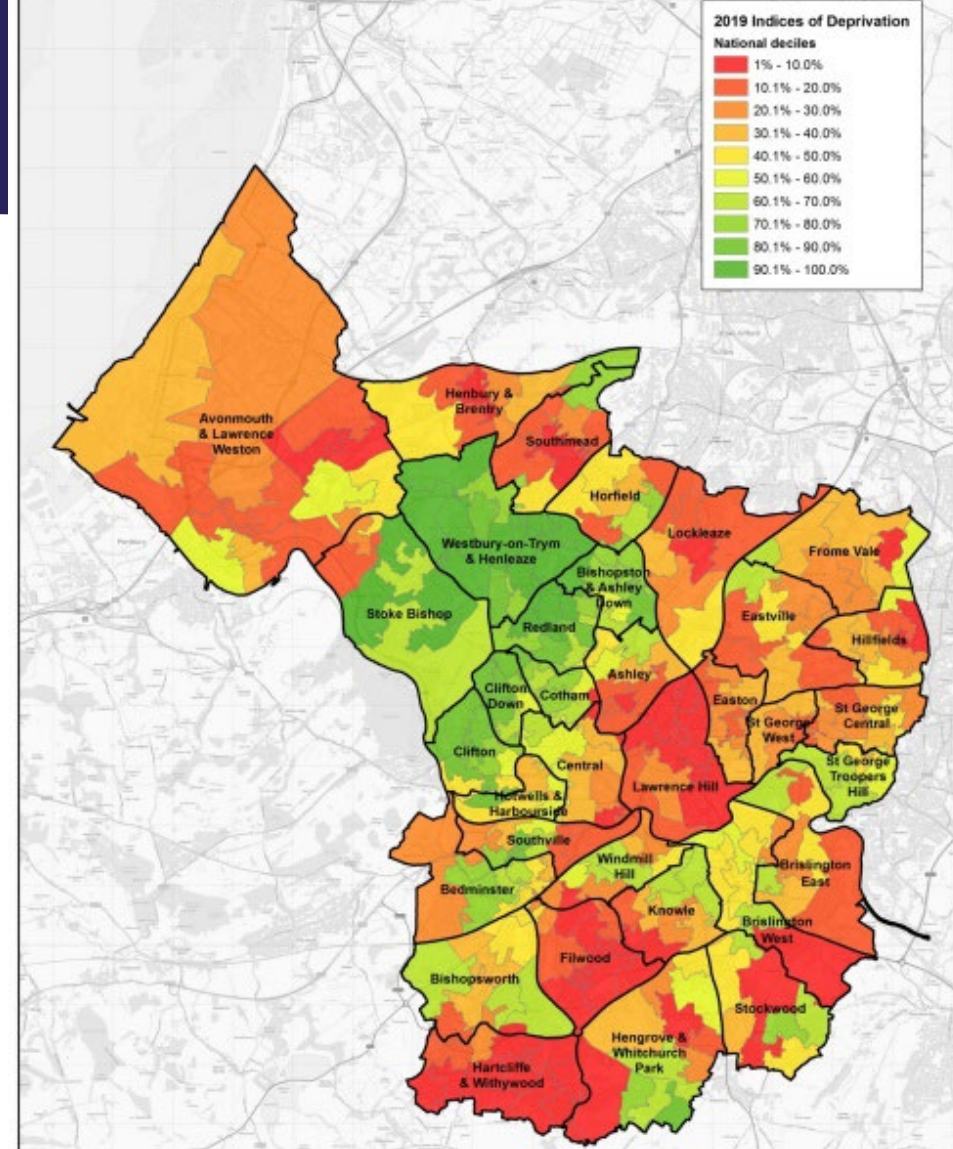 2019 Indices of Deprivation
National deciles
1% - 10.0%
10.1% - 20.0%
20.1% - 30.0%
30.1% - 40.0%
40.1% - 50.0%
50.1% - 60.0%
60.1% - 70.0%
70.1% - 80.0%
80.1% - 90.0%
90.1% - 100.0%
Avonmouth
& Lawrence
Weston
Henbury &
Brentry
Southmead
Horfield
Lockleaze
Frome Vale
Westbury-on-Trym
& Henleaze
Bishopston
& Ashley
Down
Stoke Bishop
Redland
Eastville
Hillfields
Ashley
Clifton
Down
Cotham
Easton
St George
West
St George
Central
Clifton
Central
St George
Troopers
Hill
Lawrence Hill
Hotwells &
Harbourside
Southville
Windmill
Hill
Brislington
East
Bedminster
Knowle
Brislington
West
Filwood
Bishopsworth
Stockwood
Hengrove &
Whitchurch
Park
Hartcliffe
& Withywood